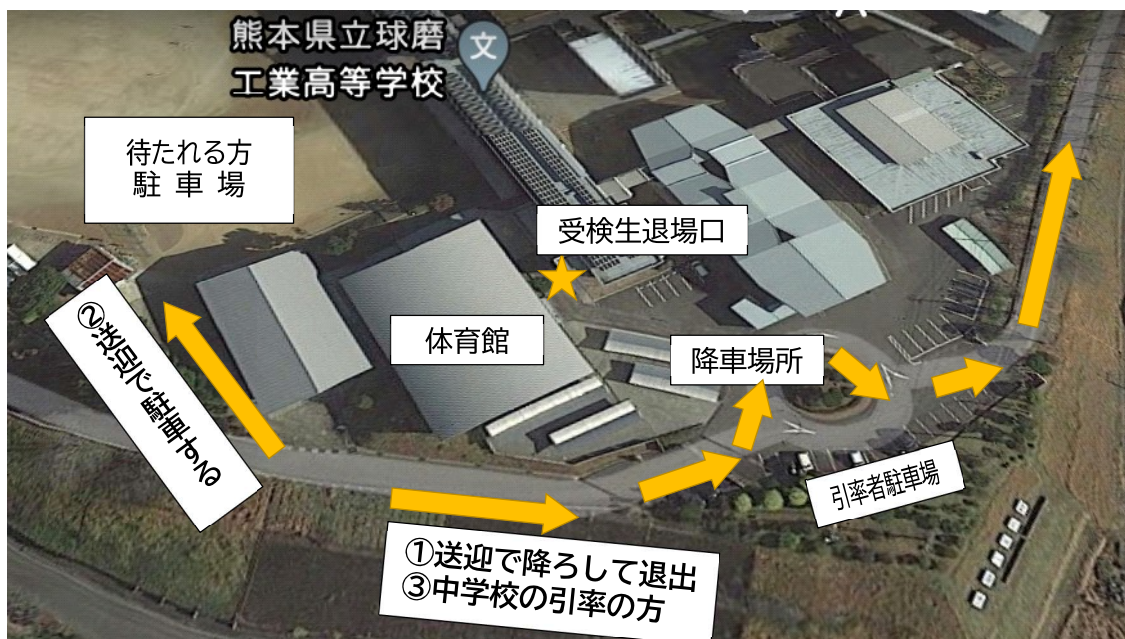 熊本県立球磨
工業高等学校
文
待たれる方
駐 車 場
受検生退場口
体育館
降車場所
②送迎で駐車する
引率者駐車場
①送迎で降ろして退出
③中学校の引率の方